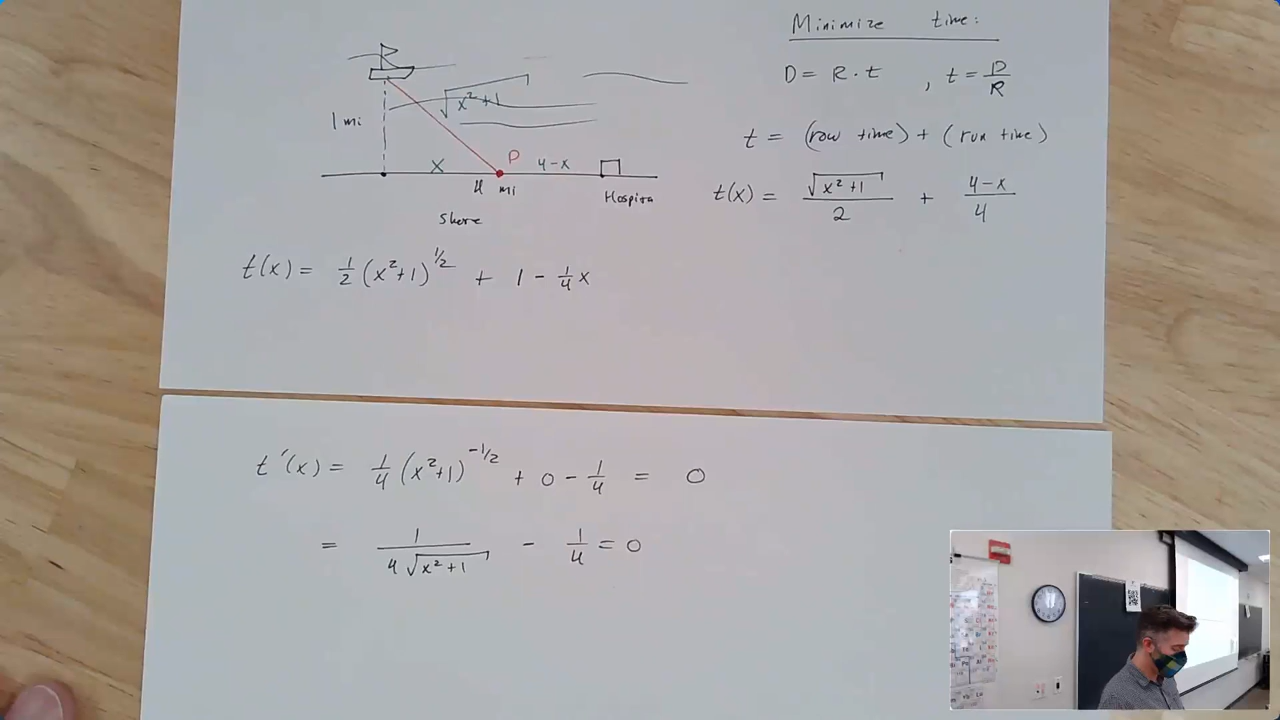 Minimize time:
D = R · t , t = D/R
t = (row time) + (run time)
t(x) = √(x²+1)/2 + (4-x)/4
√(x²+1)
1 mi
P
x
4-x
4 mi
Hospita
Shore
t(x) = 1/2 (x²+1)^1/2 + 1 - 1/4 x
t'(x) = 1/4 (x²+1)^-1/2 + 0 - 1/4 = 0
= 1/(4√(x²+1)) - 1/4 = 0